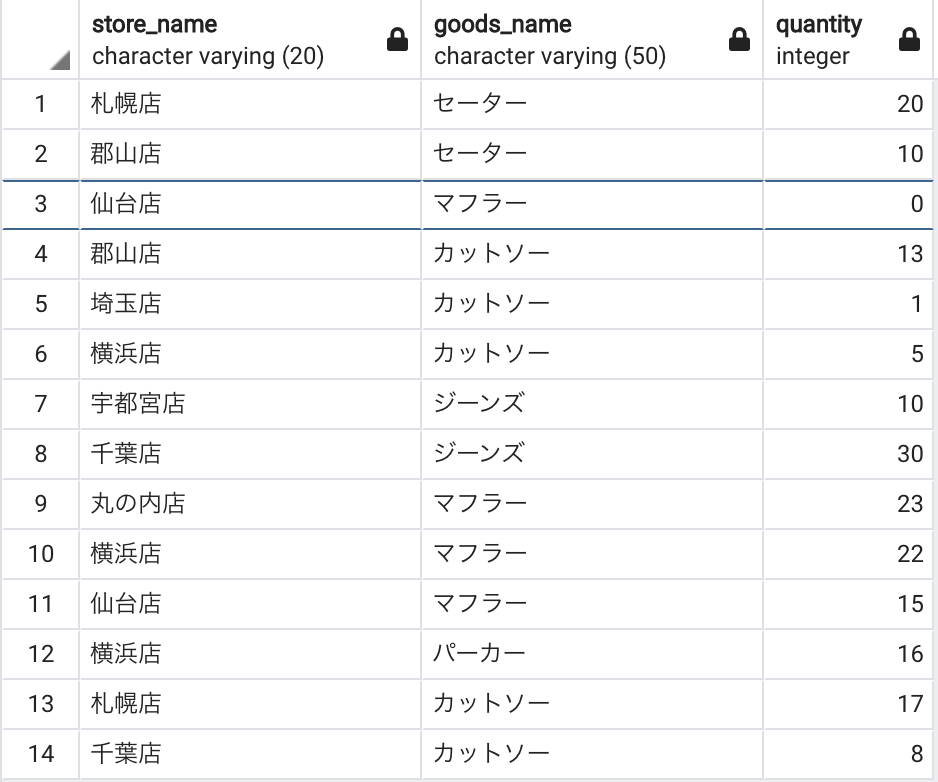 store_name goods_name quantity
character varying (20) character varying (50) integer
1 札幌店 セーター 20
2 郡山店 セーター 10
3 仙台店 マフラー 0
4 郡山店 カットソー 13
5 埼玉店 カットソー 1
6 横浜店 カットソー 5
7 宇都宮店 ジーンズ 10
8 千葉店 ジーンズ 30
9 丸の内店 マフラー 23
10 横浜店 マフラー 22
11 仙台店 マフラー 15
12 横浜店 パーカー 16
13 札幌店 カットソー 17
14 千葉店 カットソー 8